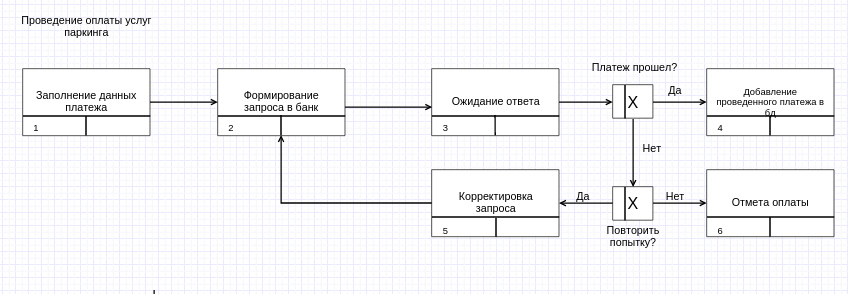 Проведение оплаты услуг
паркинга
Платеж прошел?
Заполнение данных
платежа
1
Формирование
запроса в банк
2
Ожидание ответа
3
X
Да
Добавление
проведенного платежа в
бд
4
Нет
Корректировка
запроса
5
Да
X
Нет
Отмета оплаты
6
Повторить
попытку?